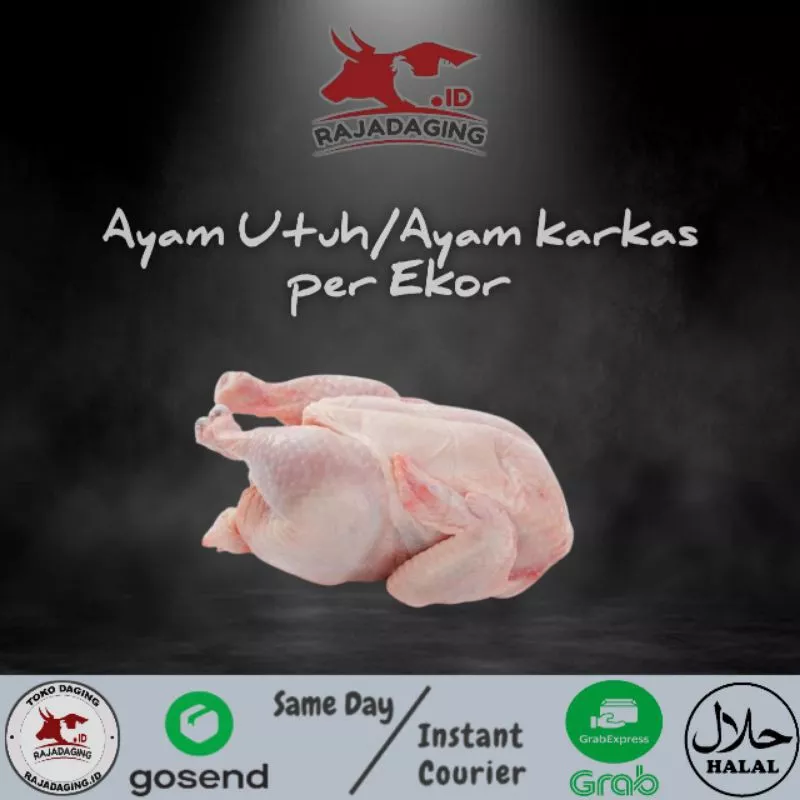 .ID
RAJADAGING
Ayam Utuh/Ayam karkas
per Ekor
TOKO DAGING
.ID
RAJADAGING
RAJADAGING.ID
gosend
Same Day/
Instant
Courier
GrabExpress
Grab
حلال
HALAL